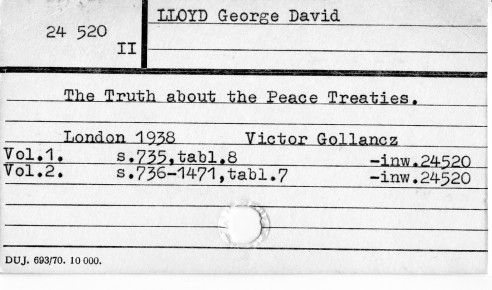 LLOYD George David
24 520
II
The Truth about the Peace Treaties.
London 1938 Victor Gollancz
Vol.1. s.735,tabl.8 -inw.24520
Vol.2. s.736-1471,tabl.7 -inw.24520
DUJ. 693/70. 10 000.